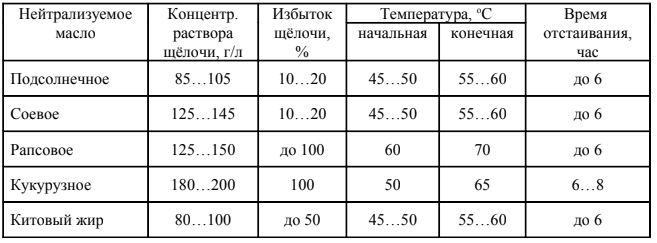 Нейтрализуемое масло | Концентр. раствора щёлочи, г/л | Избыток щёлочи, % | Температура, °С | Время отстаивания, час
начальная | конечная
Подсолнечное | 85…105 | 10…20 | 45…50 | 55…60 | до 6
Соевое | 125…145 | 10…20 | 45…50 | 55…60 | до 6
Рапсовое | 125…150 | до 100 | 60 | 70 | до 6
Кукурузное | 180…200 | 100 | 50 | 65 | 6…8
Китовый жир | 80…100 | до 50 | 45…50 | 55…60 | до 6